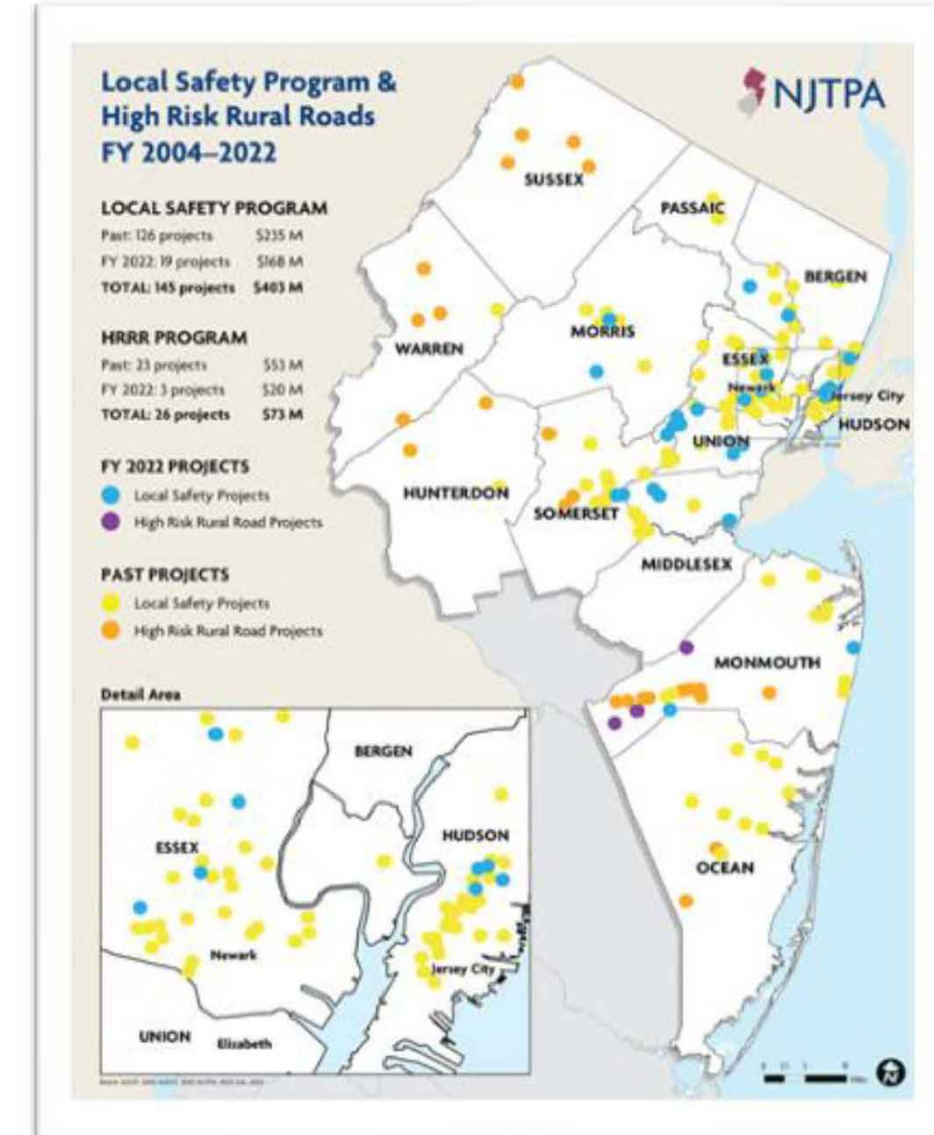 Local Safety Program &
High Risk Rural Roads
FY 2004–2022
NJTPA
LOCAL SAFETY PROGRAM
Past: 126 projects $235 M
FY 2022: 19 projects $168 M
TOTAL: 145 projects $403 M
HRRR PROGRAM
Past: 23 projects $53 M
FY 2022: 3 projects $20 M
TOTAL: 26 projects $73 M
FY 2022 PROJECTS
Local Safety Projects
High Risk Rural Road Projects
PAST PROJECTS
Local Safety Projects
High Risk Rural Road Projects
SUSSEX
PASSAIC
BERGEN
WARREN
MORRIS
ESSEX
Newark
Jersey City
HUDSON
UNION
HUNTERDON
SOMERSET
MIDDLESEX
MONMOUTH
OCEAN
Detail Area
BERGEN
HUDSON
ESSEX
Newark
Jersey City
UNION
Elizabeth